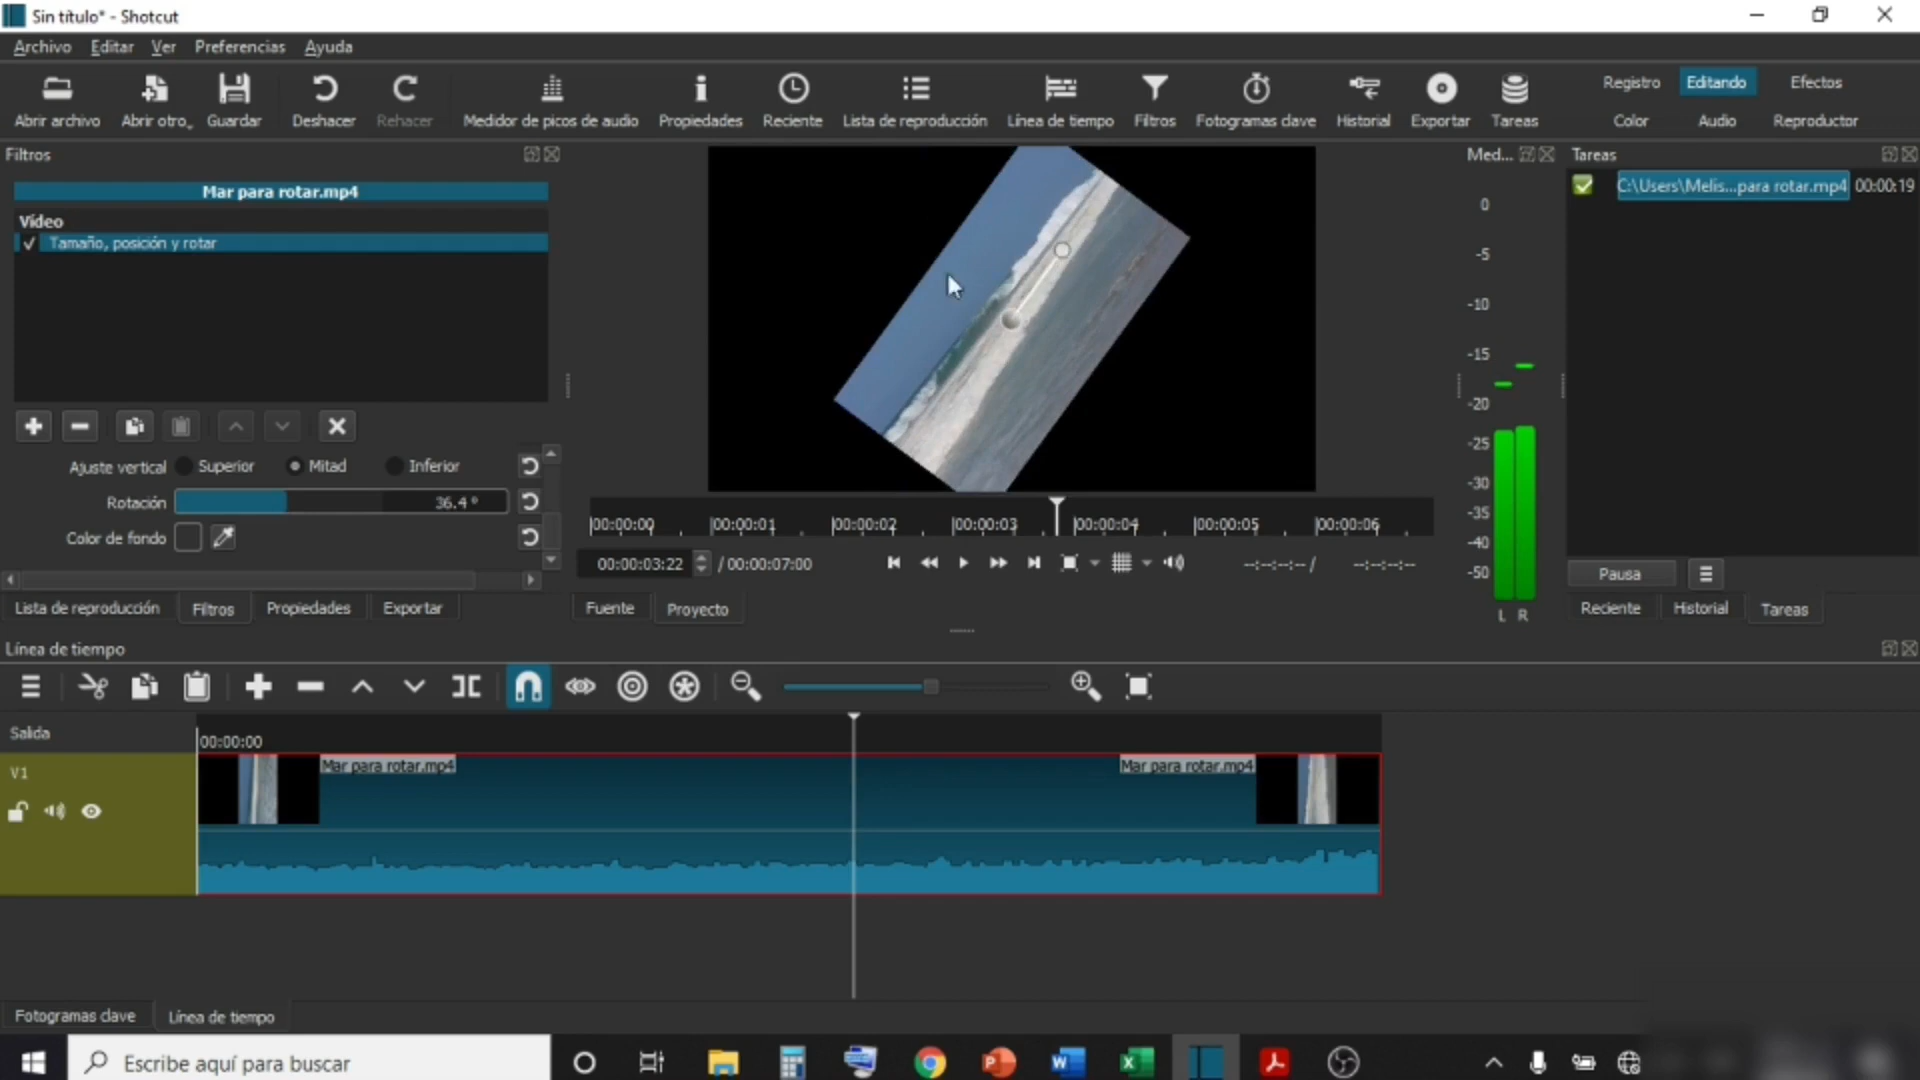 Sin título* - Shotcut
Archivo Editar Ver Preferencias Ayuda
Abrir archivo Abrir otro... Guardar Deshacer Rehacer Medidor de picos de audio Propiedades Reciente Lista de reproducción Línea de tiempo Filtros Fotogramas clave Historial Exportar Tareas
Registro Editando Efectos
Color Audio Reproductor
Filtros
Mar para rotar.mp4
Vídeo
Tamaño, posición y rotar
Ajuste vertical Superior Mitad Inferior
Rotación 36.4 °
Color de fondo
Lista de reproducción Filtros Propiedades Exportar
00:00:00 00:00:01 00:00:02 00:00:03 00:00:04 00:00:05 00:00:06
00:00:03:22 / 00:00:07:00 --:--:--:-- / --:--:--:--
Fuente Proyecto
Med...
0
-5
-10
-15
-20
-25
-30
-35
-40
-50
L R
Tareas
C:\Users\Melis...para rotar.mp4 00:00:19
Pausa
Reciente Historial Tareas
Línea de tiempo
Salida
00:00:00
V1
Mar para rotar.mp4 Mar para rotar.mp4
Fotogramas clave Línea de tiempo
Escribe aquí para buscar